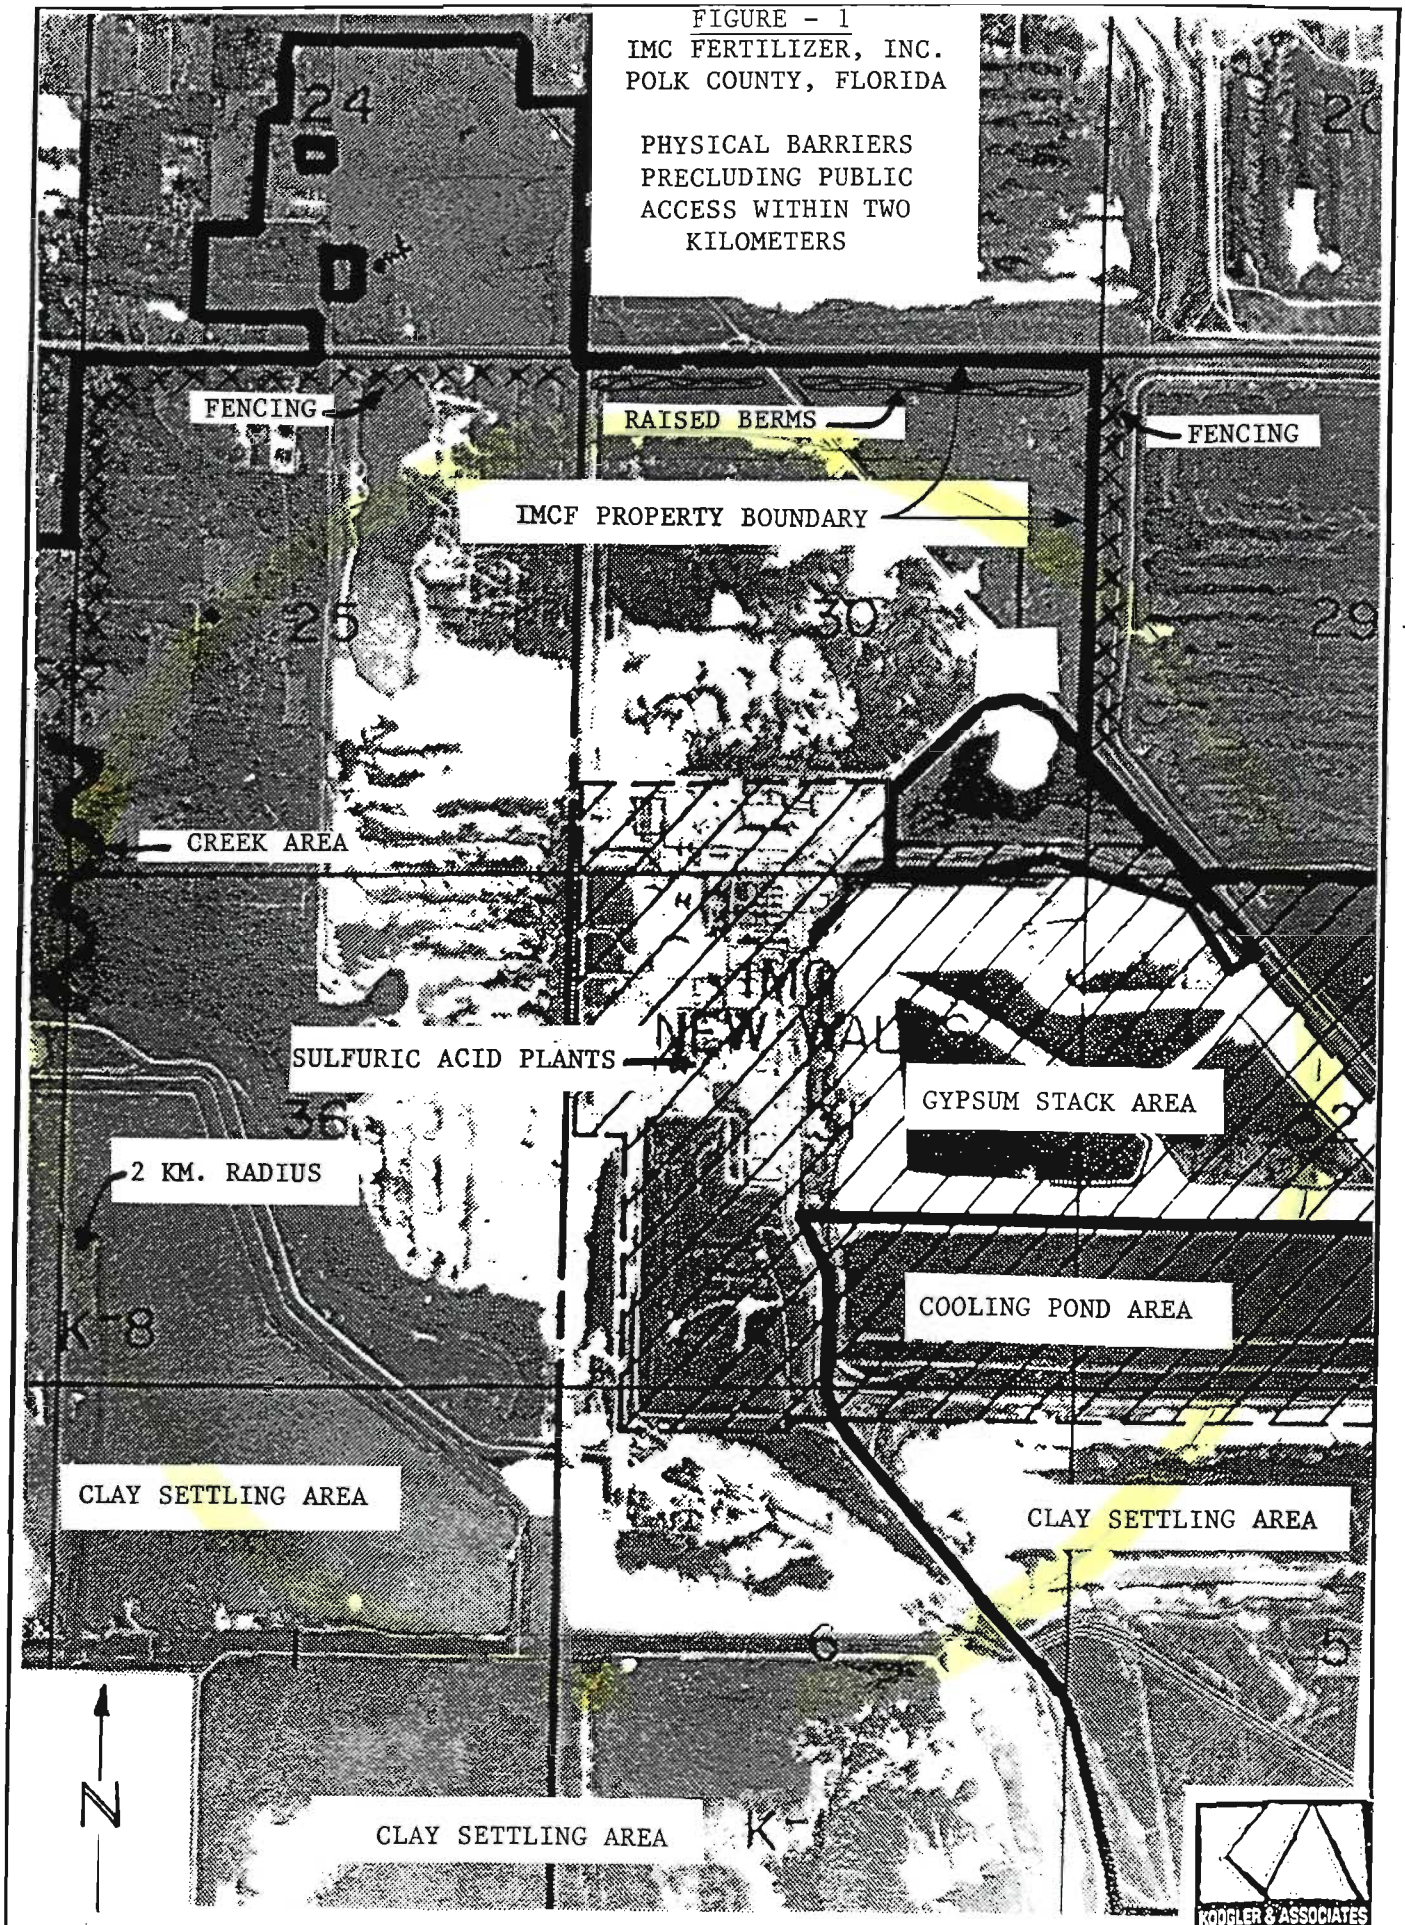 FIGURE - 1
IMC FERTILIZER, INC.
POLK COUNTY, FLORIDA
PHYSICAL BARRIERS
PRECLUDING PUBLIC
ACCESS WITHIN TWO
KILOMETERS
24
20
FENCING
RAISED BERMS
FENCING
IMCF PROPERTY BOUNDARY
25
30
29
CREEK AREA
IMC
NEW WALES
SULFURIC ACID PLANTS
GYPSUM STACK AREA
36
31
32
2 KM. RADIUS
COOLING POND AREA
K-8
CLAY SETTLING AREA
CLAY SETTLING AREA
6
5
N
CLAY SETTLING AREA
K-
KOOGLER & ASSOCIATES